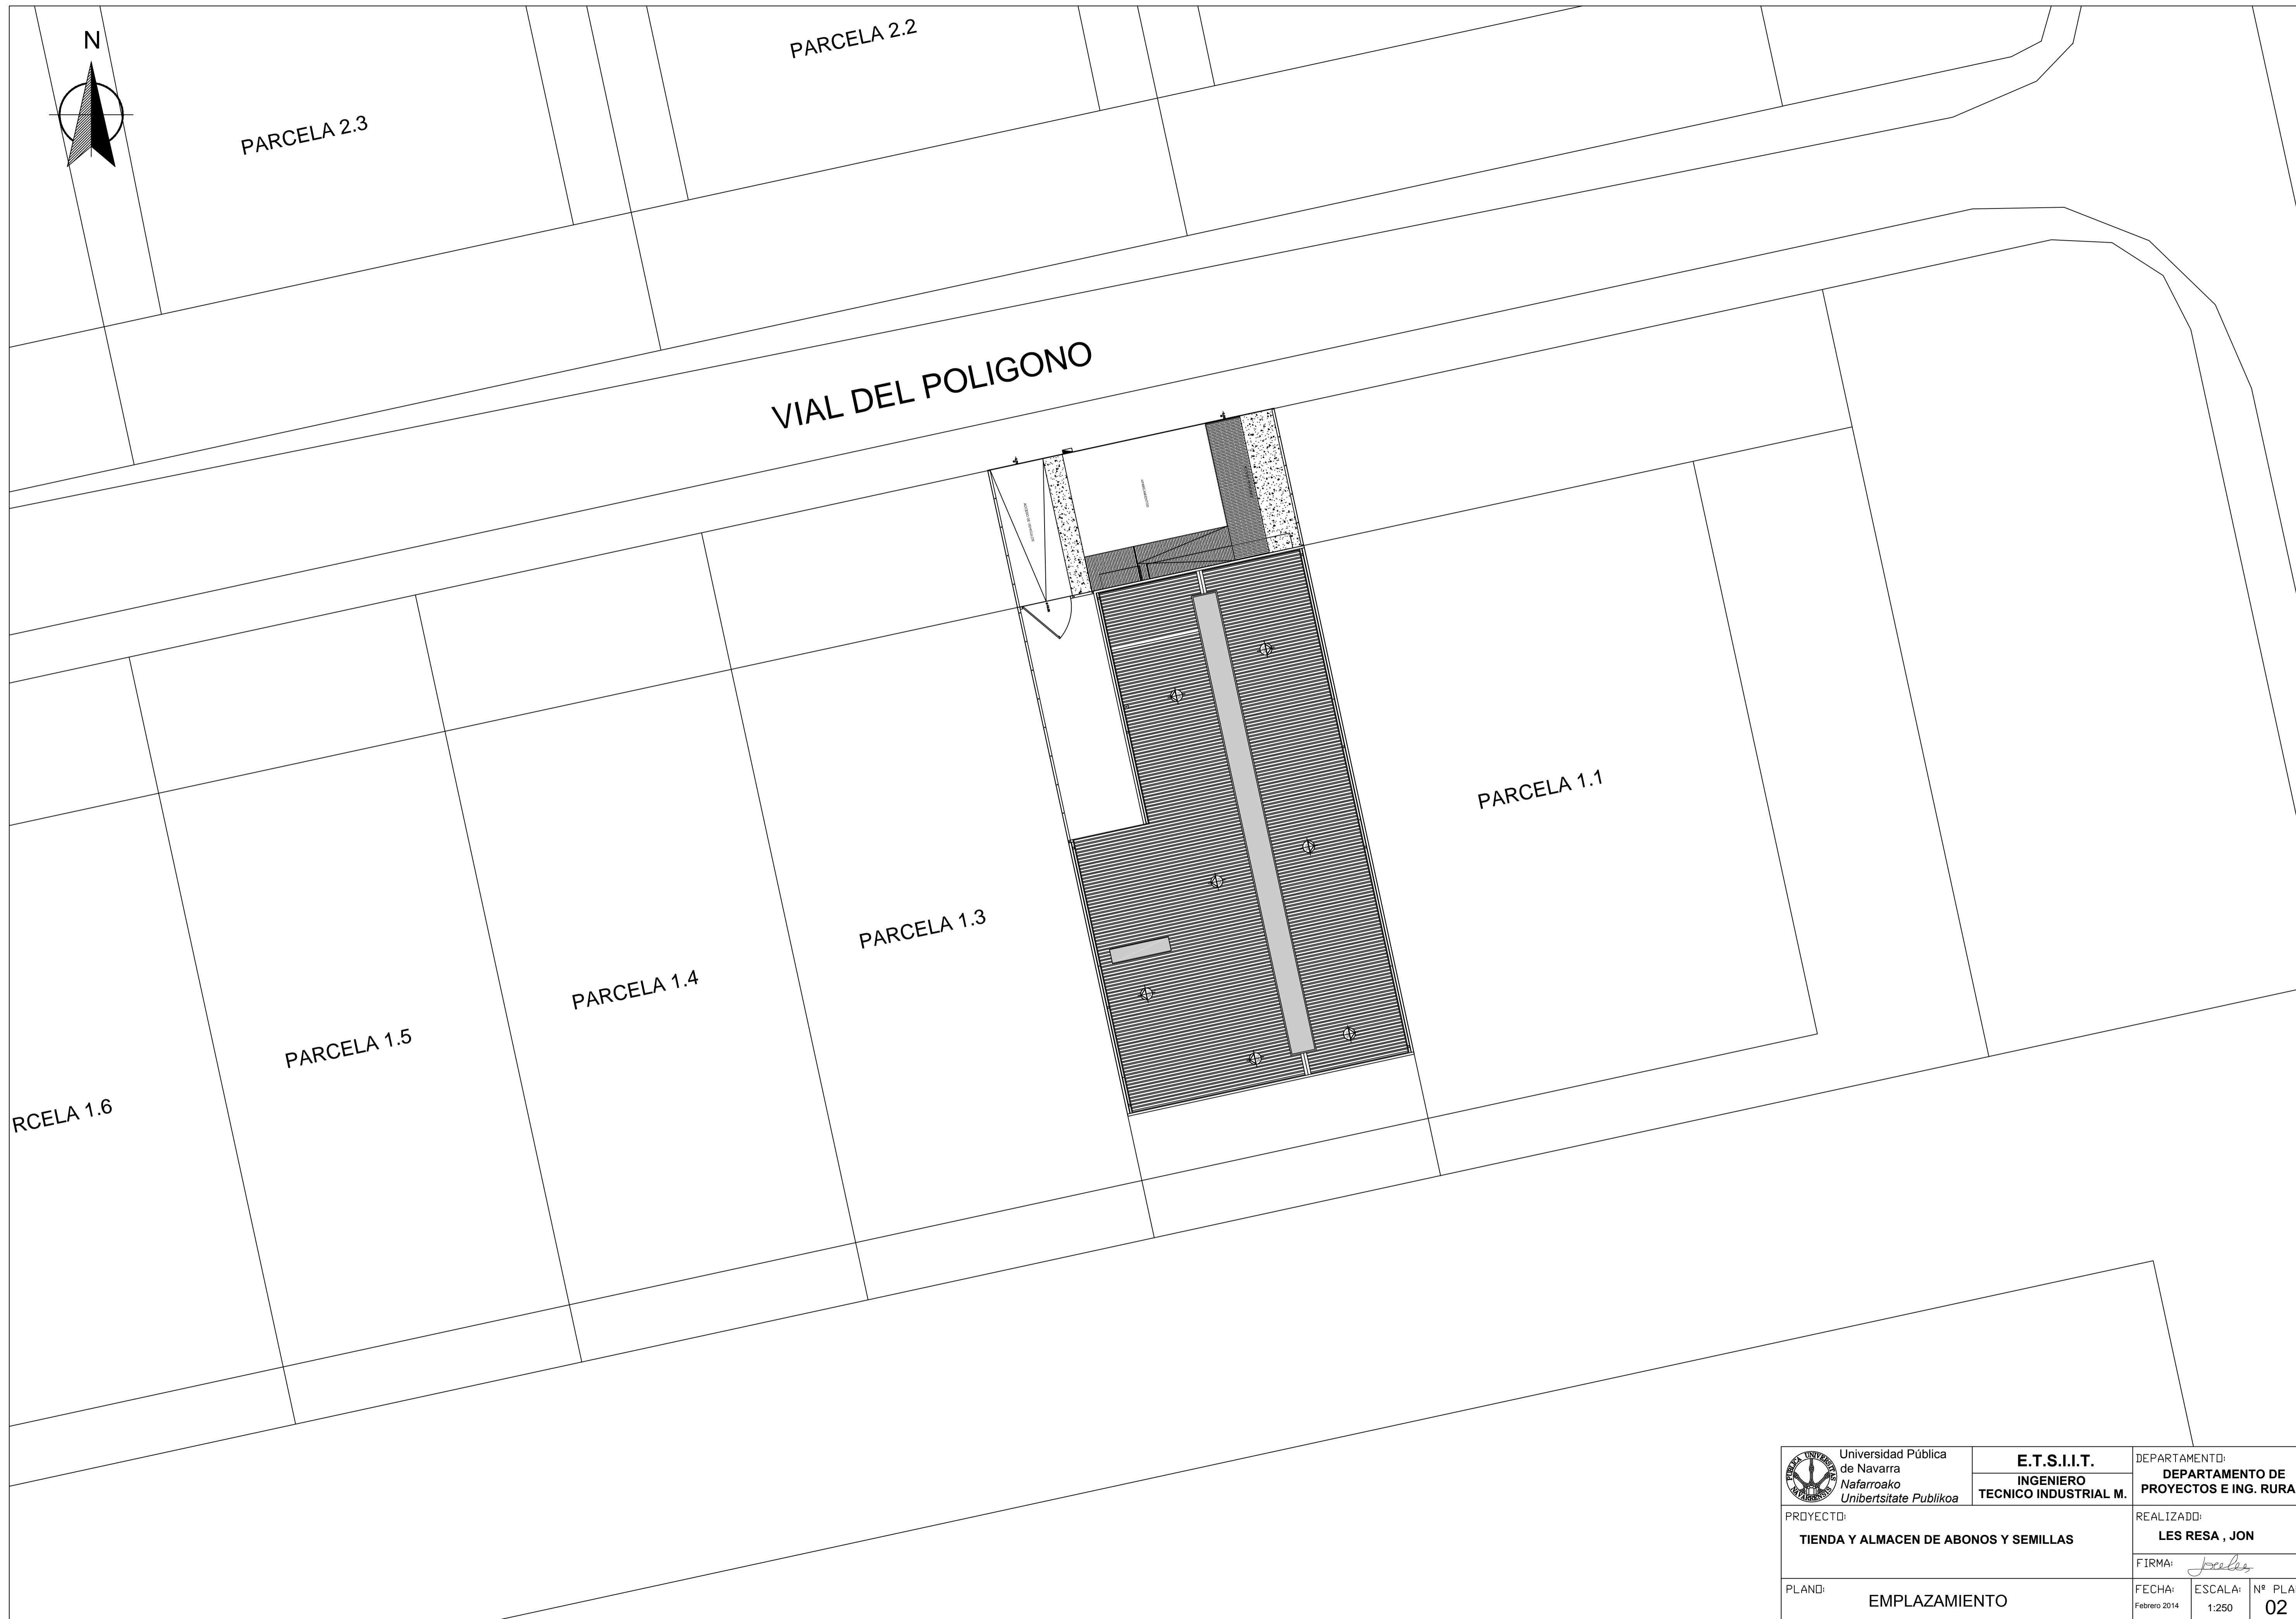 N
PARCELA 2.2
PARCELA 2.3
VIAL DEL POLIGONO
PARCELA 1.1
PARCELA 1.3
PARCELA 1.4
PARCELA 1.5
RCELA 1.6
Universidad Pública
de Navarra
Nafarroako
Unibertsitate Publikoa
E.T.S.I.I.T.
INGENIERO
TECNICO INDUSTRIAL M.
DEPARTAMENTO:
DEPARTAMENTO DE
PROYECTOS E ING. RURA
PROYECTO:
TIENDA Y ALMACEN DE ABONOS Y SEMILLAS
REALIZADO:
LES RESA , JON
FIRMA:
PLANO:
EMPLAZAMIENTO
FECHA:
Febrero 2014
ESCALA:
1:250
Nº PLA
02